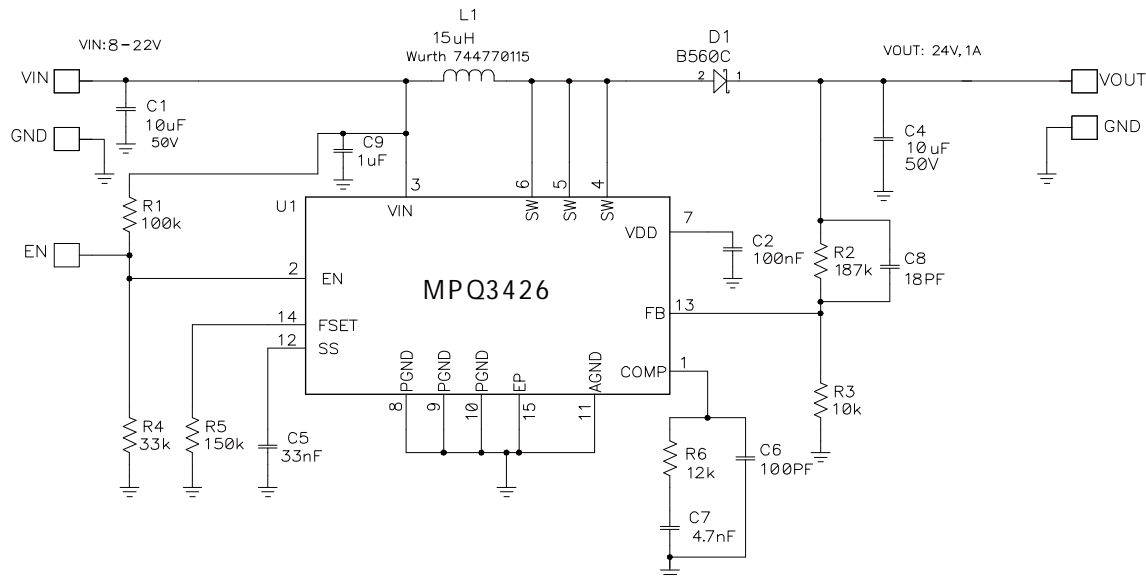 L1
15uH
Wurth 744770115
VIN:8-22V
D1
B560C
2
1
VOUT: 24V,1A
VIN
VOUT
C1
10uF
50V
GND
C9
1uF
C4
10uF
50V
GND
3
6
5
4
R1
100k
U1
VIN
SW
SW
SW
VDD
7
C2
100nF
R2
187k
C8
18PF
EN
2
EN
MPQ3426
14
FSET
FB
13
12
SS
PGND
PGND
PGND
EP
AGND
COMP
1
8
9
10
15
11
R3
10k
R4
33k
R5
150k
C5
33nF
R6
12k
C6
100PF
C7
4.7nF